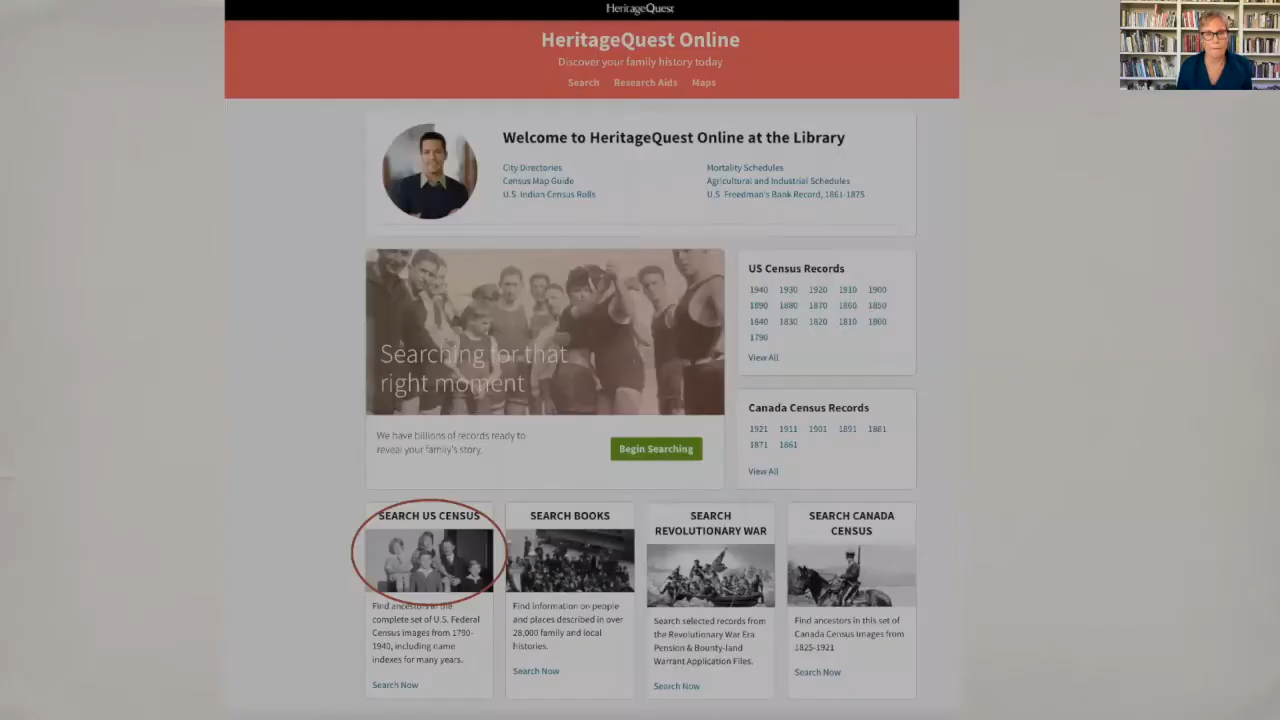 HeritageQuest
HeritageQuest Online
Discover your family history today
Search Research Aids Maps
Welcome to HeritageQuest Online at the Library
City Directories
Census Map Guide
U.S. Indian Census Rolls
Mortality Schedules
Agricultural and Industrial Schedules
U.S. Freedman's Bank Record, 1861-1875
Searching for that
right moment
We have billions of records ready to
reveal your family's story.
Begin Searching
US Census Records
1940 1930 1920 1910 1900
1890 1880 1870 1860 1850
1840 1830 1820 1810 1800
1790
View All
Canada Census Records
1921 1911 1901 1891 1881
1871 1861
View All
SEARCH US CENSUS
Find ancestors in the
complete set of U.S. Federal
Census images from 1790-
1940, including name
indexes for many years.
Search Now
SEARCH BOOKS
Find information on people
and places described in over
28,000 family and local
histories.
Search Now
SEARCH
REVOLUTIONARY WAR
Search selected records from
the Revolutionary War Era
Pension & Bounty-land
Warrant Application Files.
Search Now
SEARCH CANADA
CENSUS
Find ancestors in this set of
Canada Census Images from
1825-1921
Search Now